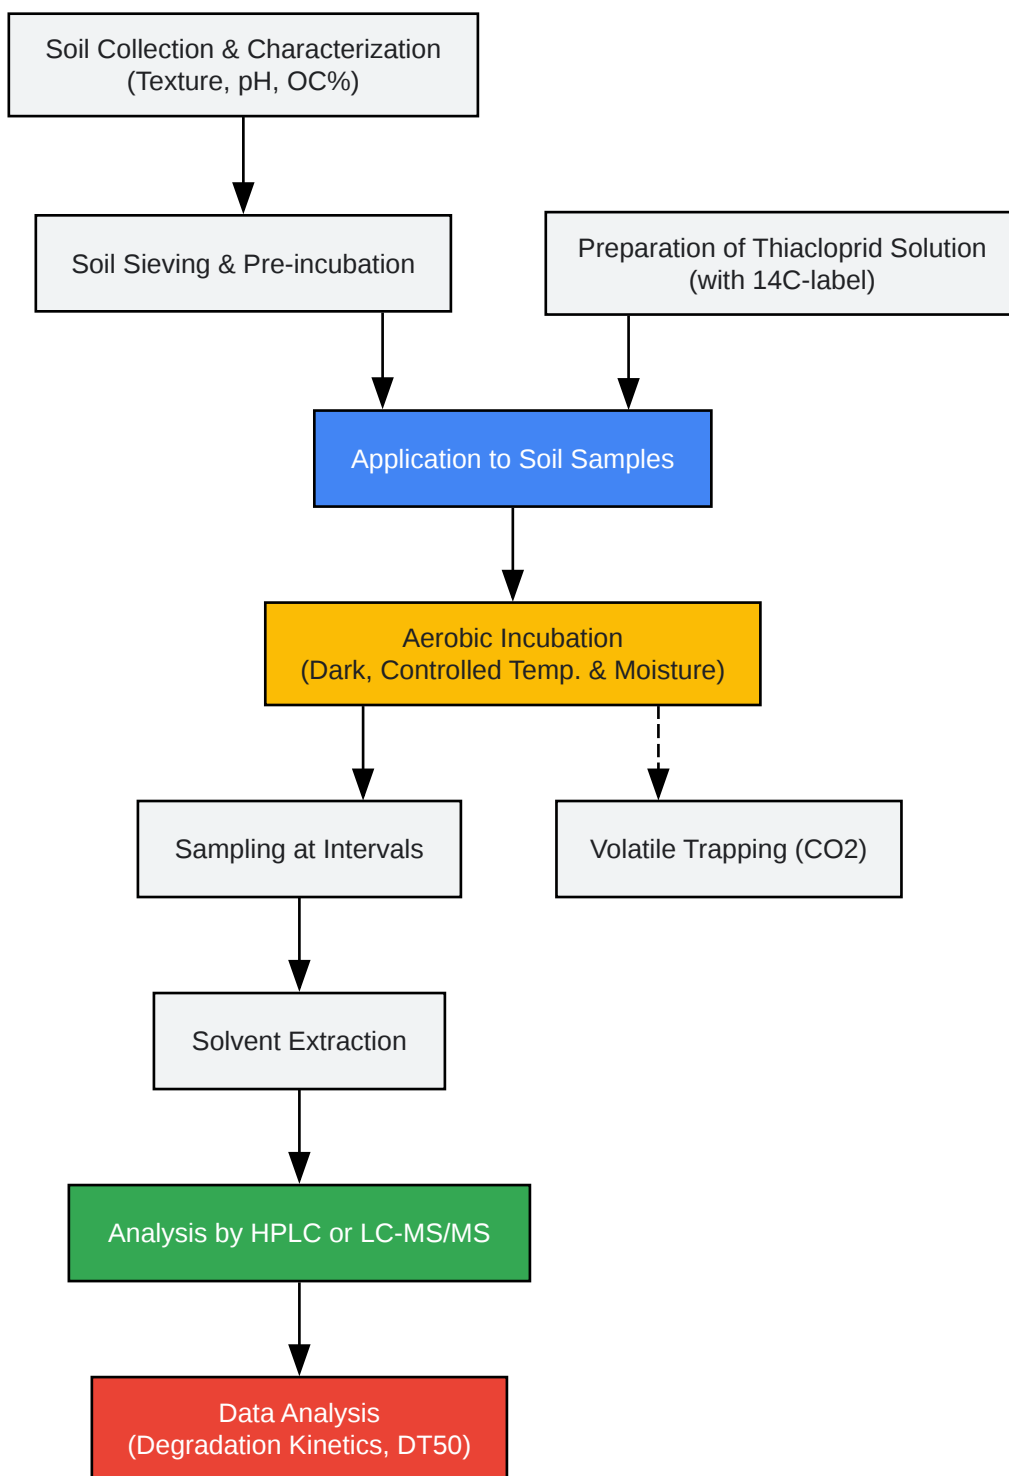 Soil Collection & Characterization
(Texture, pH, OC%)
Soil Sieving & Pre-incubation
Preparation of Thiacloprid Solution
(with 14C-label)
Application to Soil Samples
Aerobic Incubation
(Dark, Controlled Temp. & Moisture)
Sampling at Intervals
Volatile Trapping (CO2)
Solvent Extraction
Analysis by HPLC or LC-MS/MS
Data Analysis
(Degradation Kinetics, DT50)